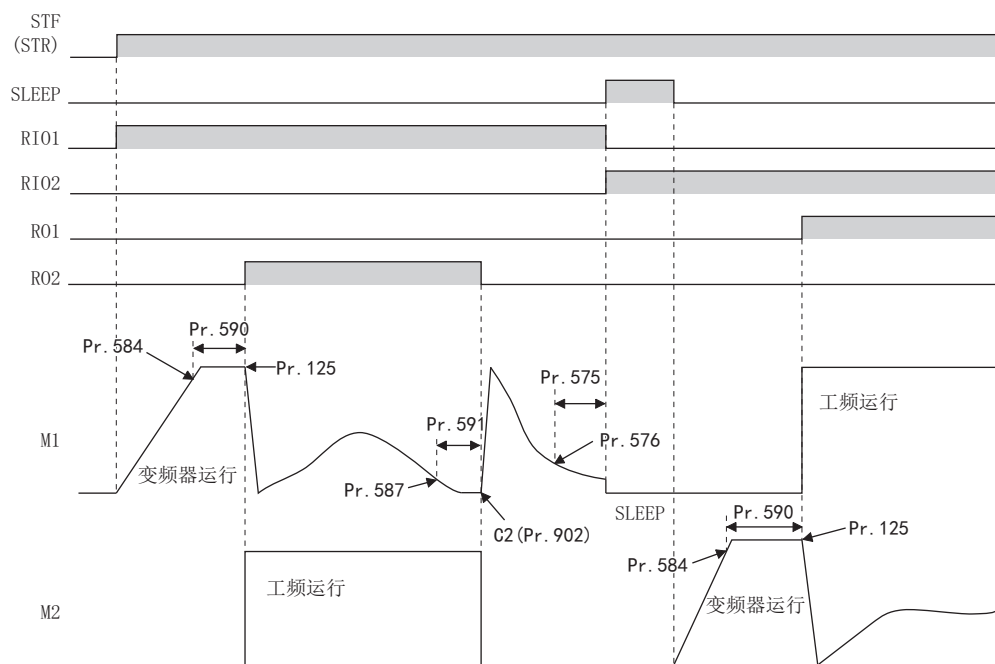 STF
(STR)
SLEEP
RIO1
RIO2
RO1
RO2
Pr.590
Pr.584
Pr.125
Pr.575
工频运行
Pr.591
M1
Pr.576
变频器运行
Pr.587
SLEEP
Pr.590
C2(Pr.902)
Pr.125
Pr.584
工频运行
变频器运行
M2